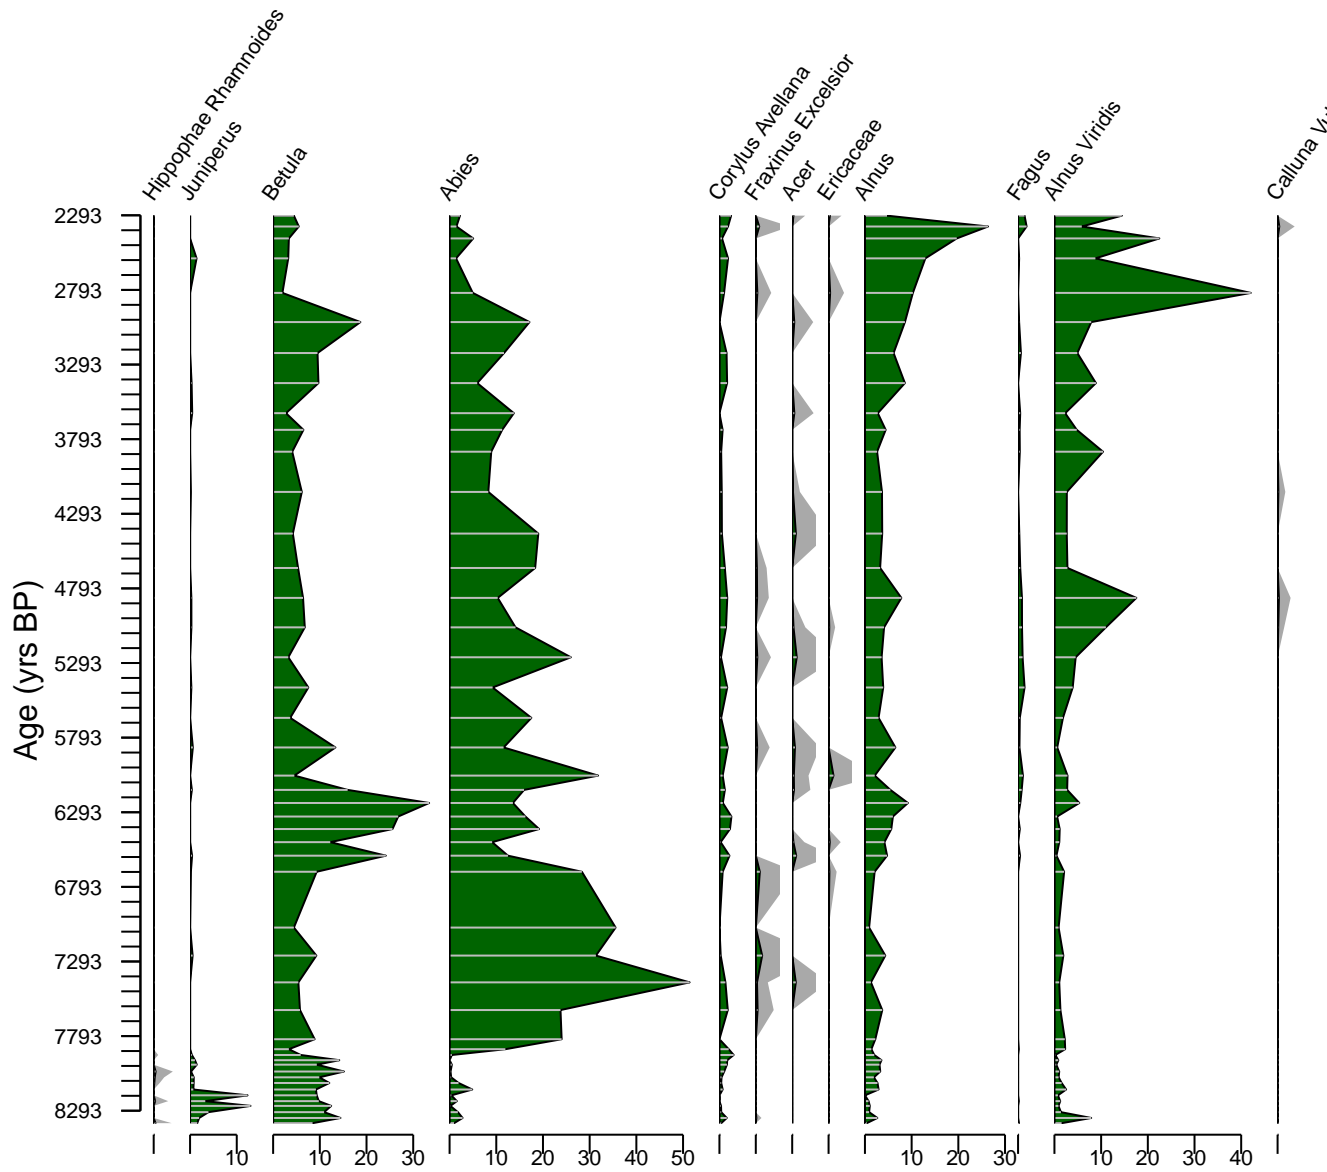 Hippophae Rhamnoides
Juniperus
Betula
Abies
Corylus Avellana
Fraxinus Excelsior
Acer
Ericaceae
Alnus
Fagus
Alnus Viridis
Calluna Vul
Age (yrs BP)
2293
2793
3293
3793
4293
4793
5293
5793
6293
6793
7293
7793
8293
10
10 20 30
10 20 30 40 50
10 20 30
10 20 30 40